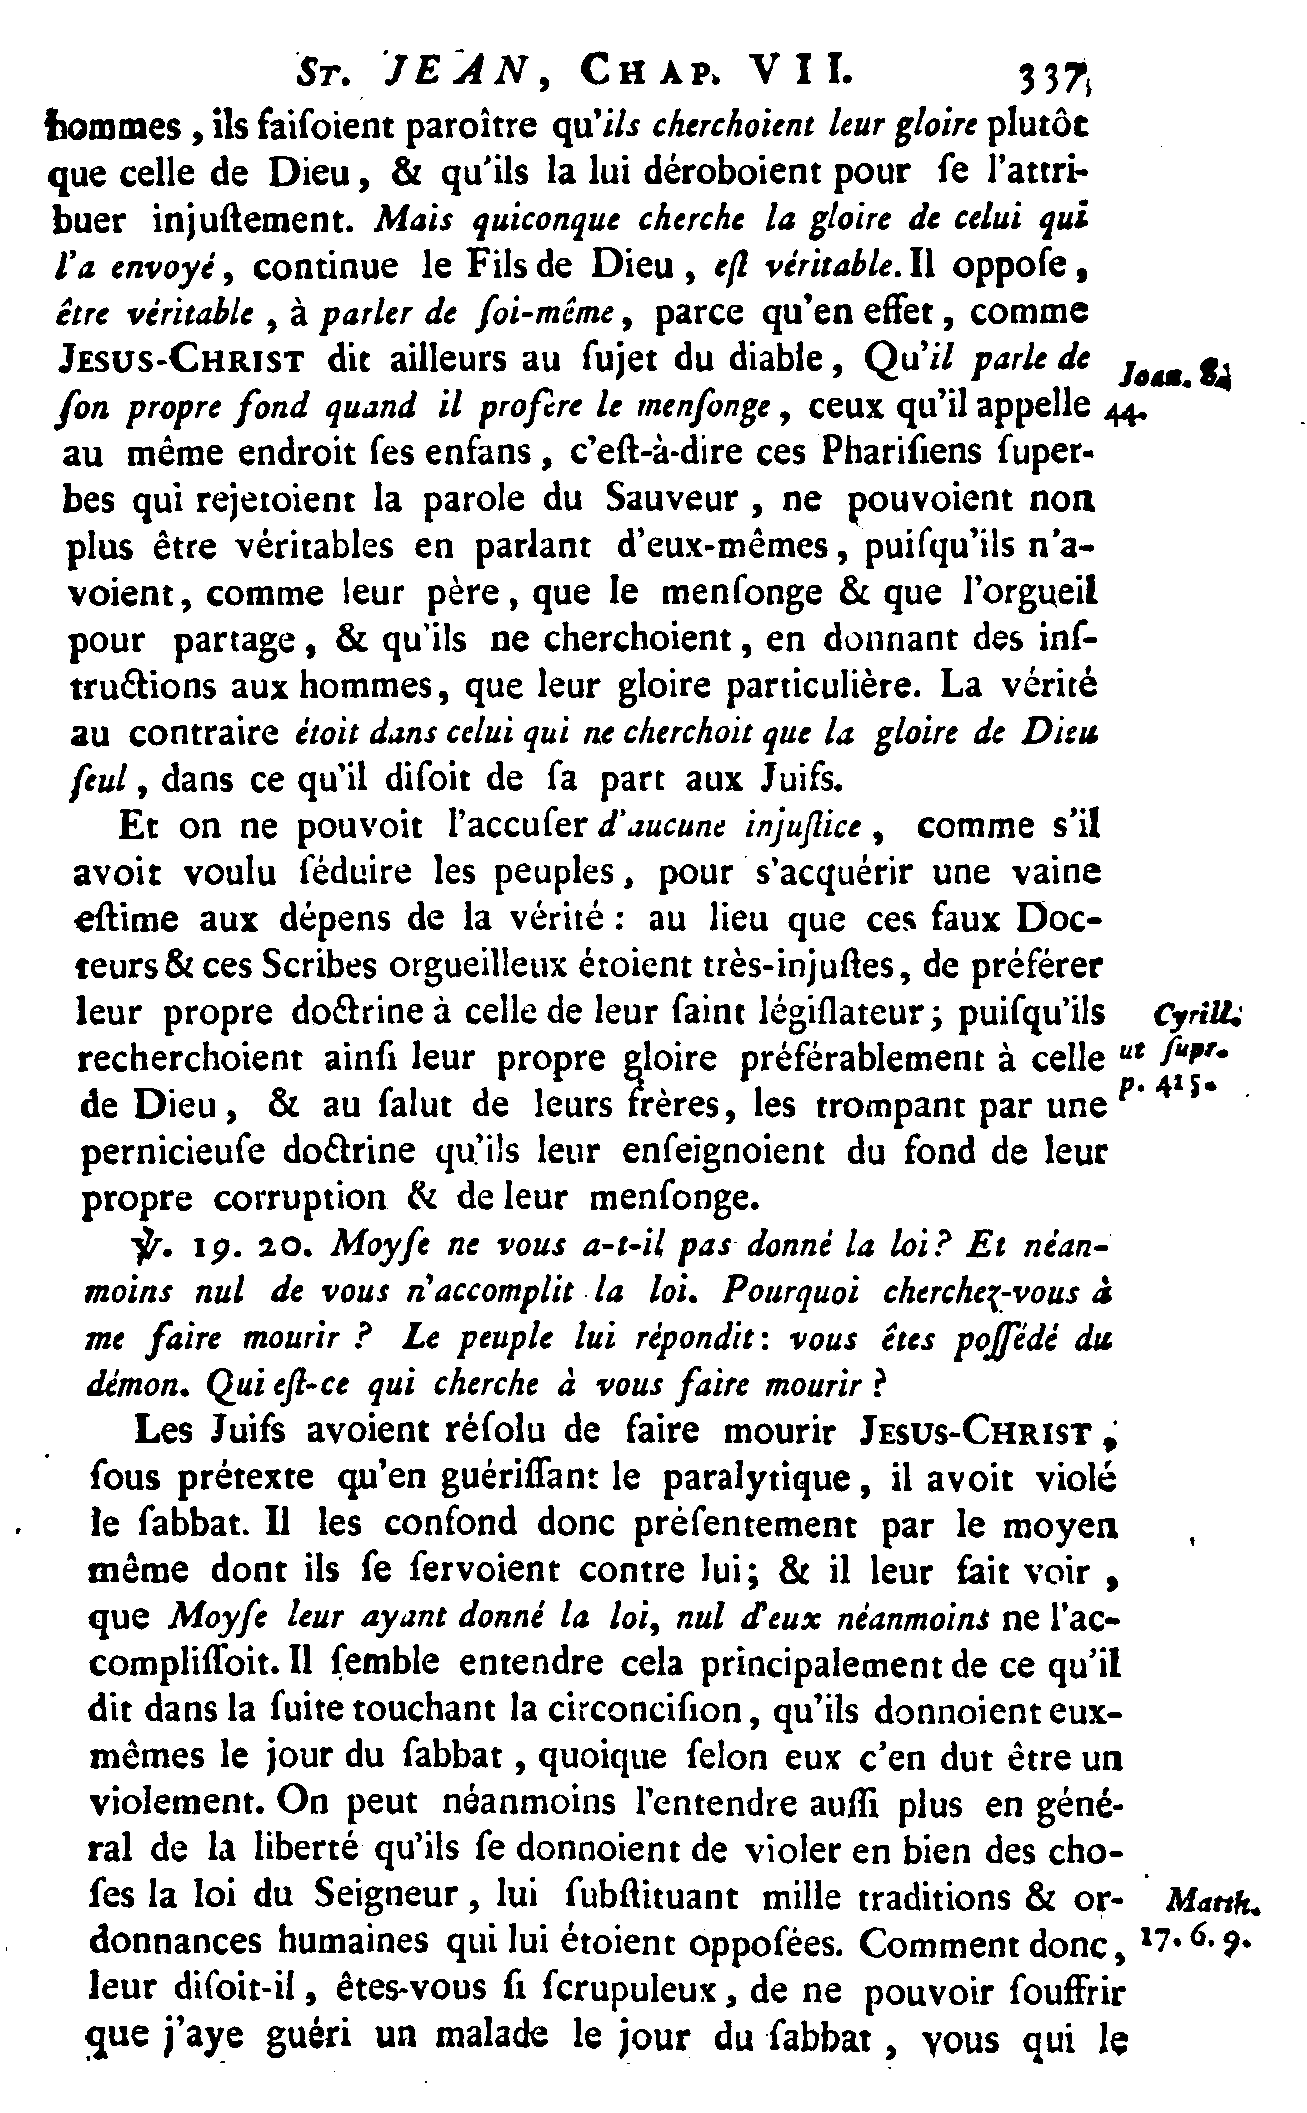 ST. JEAN, CHAP. VII. 337
hommes, ils faiſoient paroître qu'ils cherchoient leur gloire plutôt
que celle de Dieu, & qu'ils la lui déroboient pour ſe l'attri-
buer injuſtement. Mais quiconque cherche la gloire de celui qui
l'a envoyé, continue le Fils de Dieu, eſt véritable. Il oppoſe,
être véritable, à parler de ſoi-même, parce qu'en effet, comme
JESUS-CHRIST dit ailleurs au ſujet du diable, Qu'il parle de
Joan. 8.
ſon propre fond quand il profere le menſonge, ceux qu'il appelle
44.
au même endroit ſes enfans, c'eſt-à-dire ces Phariſiens ſuper-
bes qui rejetoient la parole du Sauveur, ne pouvoient non
plus être véritables en parlant d'eux-mêmes, puiſqu'ils n'a-
voient, comme leur père, que le menſonge & que l'orgueil
pour partage, & qu'ils ne cherchoient, en donnant des inſ-
tructions aux hommes, que leur gloire particulière. La vérité
au contraire étoit dans celui qui ne cherchoit que la gloire de Dieu
ſeul, dans ce qu'il diſoit de ſa part aux Juifs.
Et on ne pouvoit l'accuſer d'aucune injuſtice, comme s'il
avoit voulu ſéduire les peuples, pour s'acquérir une vaine
eſtime aux dépens de la vérité : au lieu que ces faux Doc-
teurs & ces Scribes orgueilleux étoient très-injuſtes, de préférer
leur propre doctrine à celle de leur ſaint légiſlateur; puiſqu'ils
Cyrill.
recherchoient ainſi leur propre gloire préférablement à celle
ut ſupr.
de Dieu, & au ſalut de leurs frères, les trompant par une
p. 415.
pernicieuſe doctrine qu'ils leur enſeignoient du fond de leur
propre corruption & de leur menſonge.
℣. 19. 20. Moyſe ne vous a-t-il pas donné la loi? Et néan-
moins nul de vous n'accomplit la loi. Pourquoi cherchez-vous à
me faire mourir ? Le peuple lui répondit : vous êtes poſſédé du
démon. Qui eſt-ce qui cherche à vous faire mourir ?
Les Juifs avoient réſolu de faire mourir JESUS-CHRIST,
ſous prétexte qu'en guériſſant le paralytique, il avoit violé
le ſabbat. Il les confond donc préſentement par le moyen
même dont ils ſe ſervoient contre lui; & il leur fait voir,
que Moyſe leur ayant donné la loi, nul d'eux néanmoins ne l'ac-
compliſſoit. Il ſemble entendre cela principalement de ce qu'il
dit dans la ſuite touchant la circonciſion, qu'ils donnoient eux-
mêmes le jour du ſabbat, quoique ſelon eux c'en dut être un
violement. On peut néanmoins l'entendre auſſi plus en géné-
ral de la liberté qu'ils ſe donnoient de violer en bien des cho-
ſes la loi du Seigneur, lui ſubſtituant mille traditions & or-
Matth.
donnances humaines qui lui étoient oppoſées. Comment donc,
17. 6. 9.
leur diſoit-il, êtes-vous ſi ſcrupuleux, de ne pouvoir ſouffrir
que j'aye guéri un malade le jour du ſabbat, vous qui le